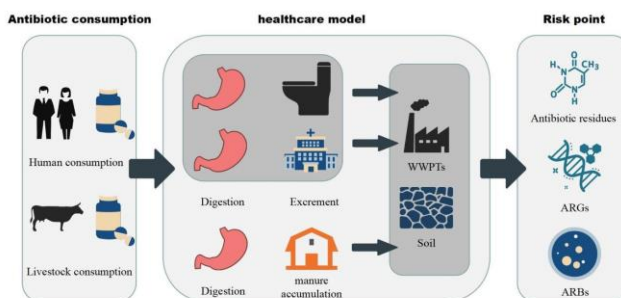 Antibiotic consumption
healthcare model
Risk point
Human consumption
Livestock consumption
Digestion
Excrement
Digestion
manure
accumulation
WWPTs
Soil
O
CH₃
H
N
O
N
H
Antibiotic residues
ARGs
ARBs